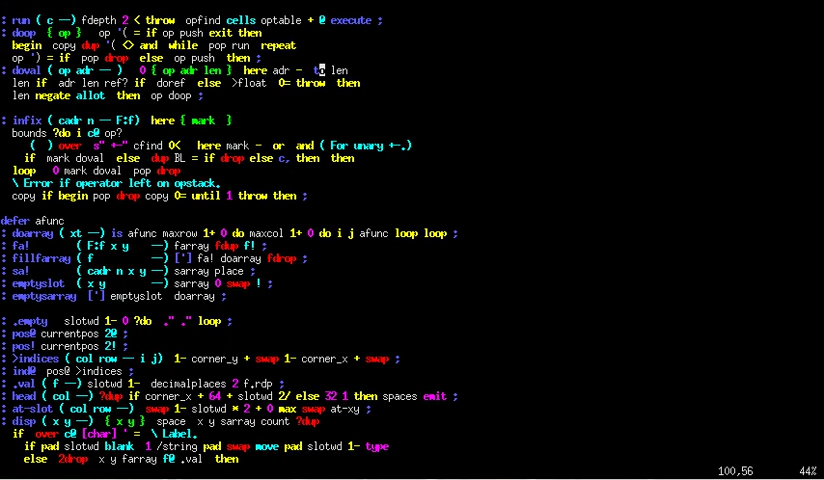 : run ( c —) fdepth 2 < throw opfind cells optable + @ execute ;
: doop { op } op '( = if op push exit then
begin copy dup '( <> and while pop run repeat
op ') = if pop drop else op push then ;
: doval ( op adr — ) 0 { op adr len } here adr - to len
len if adr len ref? if doref else >float 0= throw then
len negate allot then op doop ;
: infix ( cadr n — F:f) here { mark }
bounds ?do i c@ op?
( ) over s" +-" cfind 0< here mark - or and ( For unary +-.)
if mark doval else dup BL = if drop else c, then then
loop 0 mark doval pop drop
\ Error if operator left on opstack.
copy if begin pop drop copy 0= until 1 throw then ;
defer afunc
: doarray ( xt —) is afunc maxrow 1+ 0 do maxcol 1+ 0 do i j afunc loop loop ;
: fa! ( F:f x y —) farray fdup f! ;
: fillfarray ( f —) ['] fa! doarray fdrop ;
: sa! ( cadr n x y —) sarray place ;
: emptyslot ( x y —) sarray 0 swap ! ;
: emptysarray ['] emptyslot doarray ;
: .empty slotwd 1- 0 ?do ." ." loop ;
: pos@ currentpos 2@ ;
: pos! currentpos 2! ;
: >indices ( col row — i j) 1- corner_y + swap 1- corner_x + swap ;
: ind@ pos@ >indices ;
: .val ( f —) slotwd 1- decimalplaces 2 f.rdp ;
: head ( col —) ?dup if corner_x + 64 + slotwd 2/ else 32 1 then spaces emit ;
: at-slot ( col row —) swap 1- slotwd * 2 + 0 max swap at-xy ;
: disp ( x y —) { x y } space x y sarray count ?dup
if over c@ [char] ' = \ Label.
if pad slotwd blank 1 /string pad swap move pad slotwd 1- type
else 2drop x y farray f@ .val then
100,56 44%